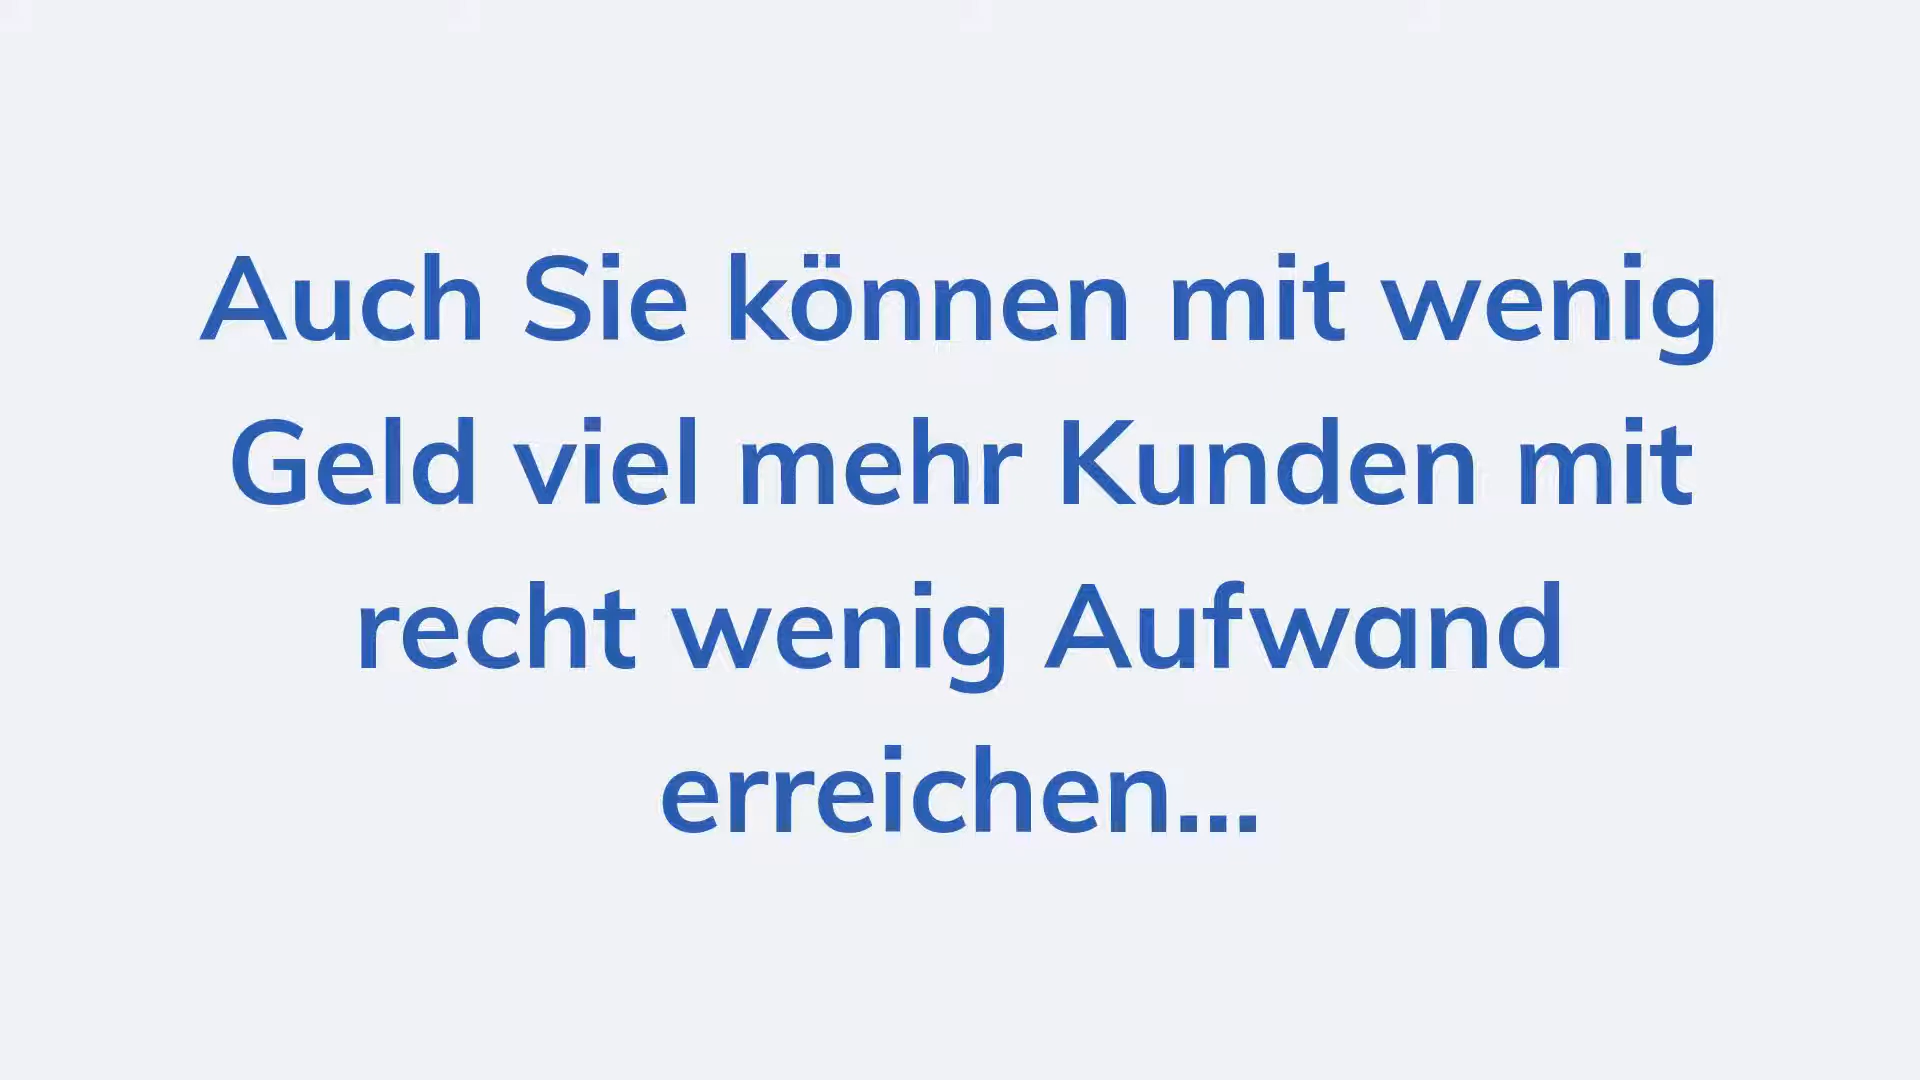 Auch Sie können mit wenig
Geld viel mehr Kunden mit
recht wenig Aufwand
erreichen...